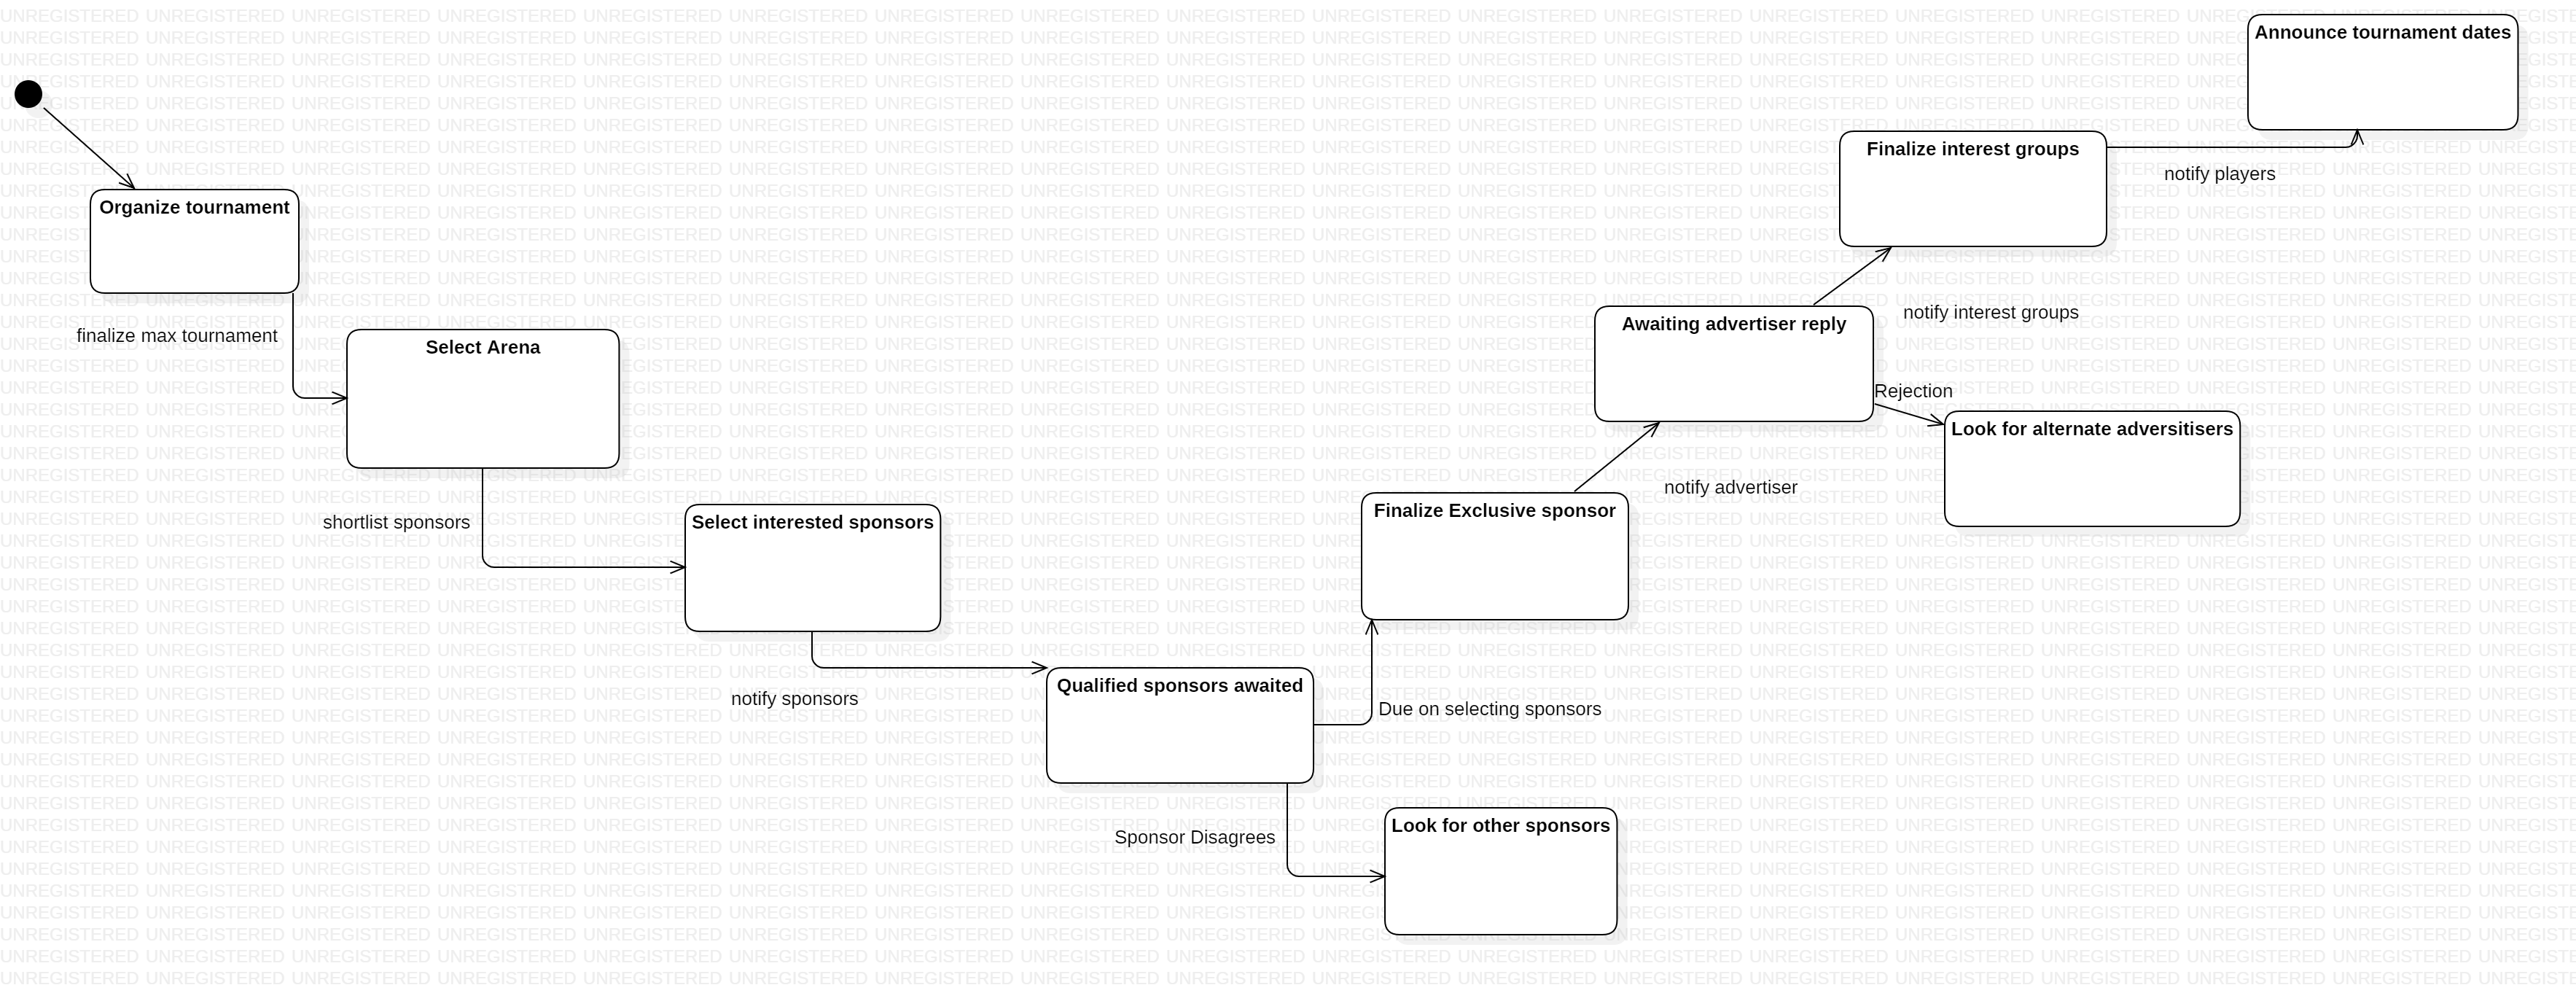 Announce tournament dates
Finalize interest groups
notify players
Organize tournament
notify interest groups
Awaiting advertiser reply
finalize max tournament
Select Arena
Rejection
Look for alternate adversitisers
notify advertiser
Finalize Exclusive sponsor
shortlist sponsors
Select interested sponsors
Qualified sponsors awaited
notify sponsors
Due on selecting sponsors
Look for other sponsors
Sponsor Disagrees
UNREGISTERED